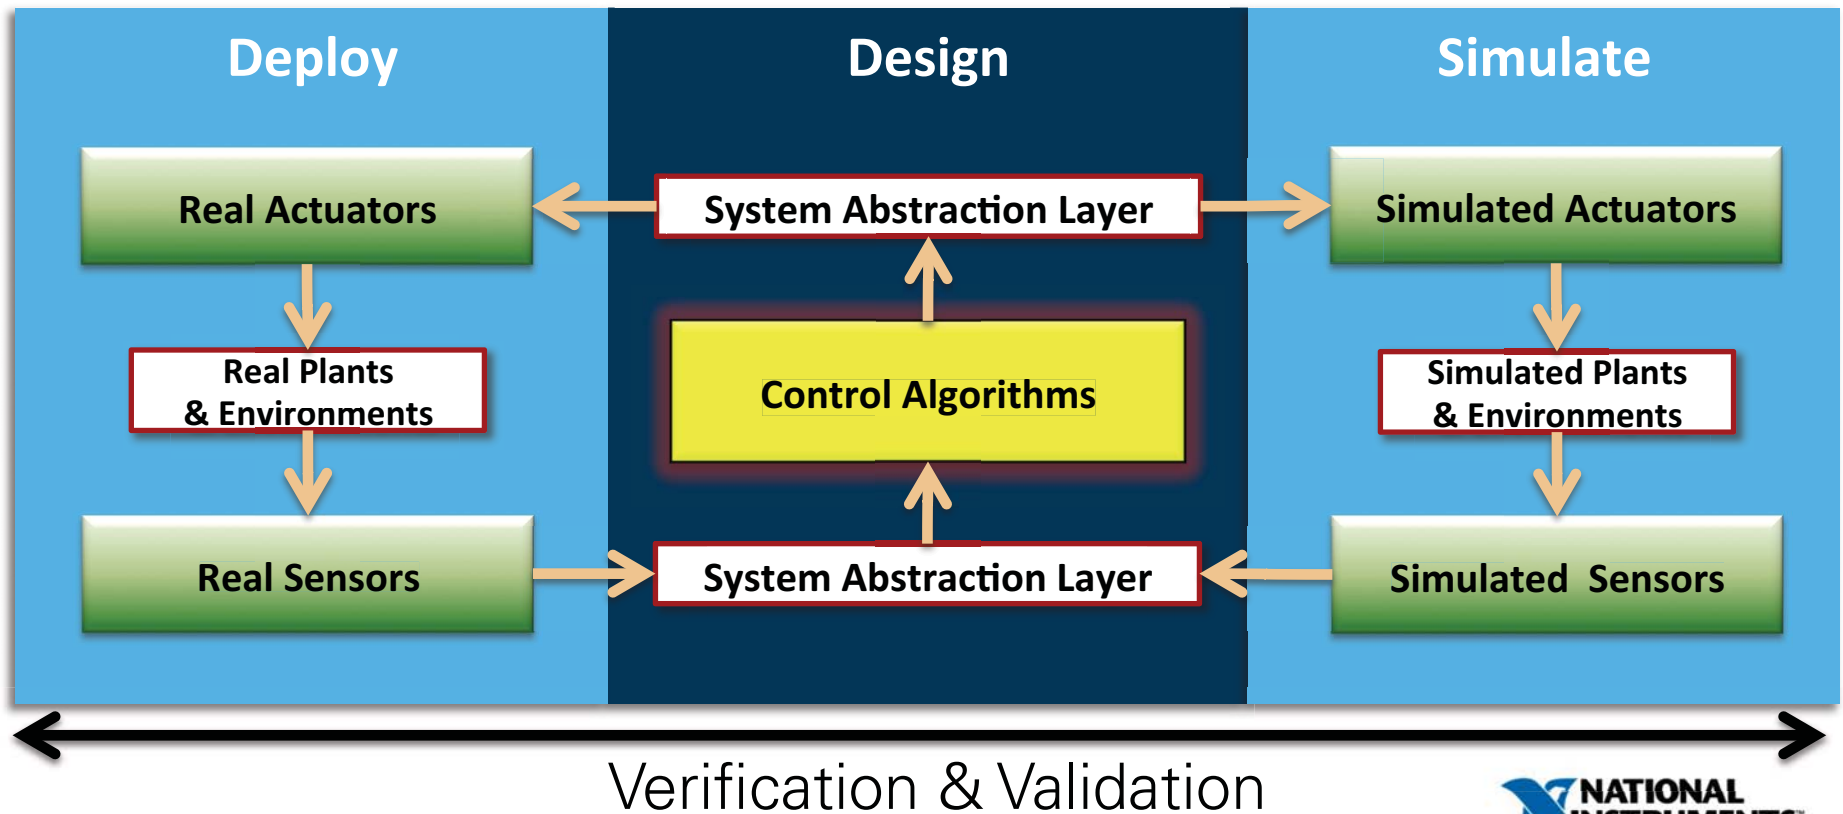 Deploy
Design
Simulate
Real Actuators
System Abstraction Layer
Simulated Actuators
Real Plants
& Environments
Control Algorithms
Simulated Plants
& Environments
Real Sensors
System Abstraction Layer
Simulated Sensors
Verification & Validation
NATIONAL
INSTRUMENTS™